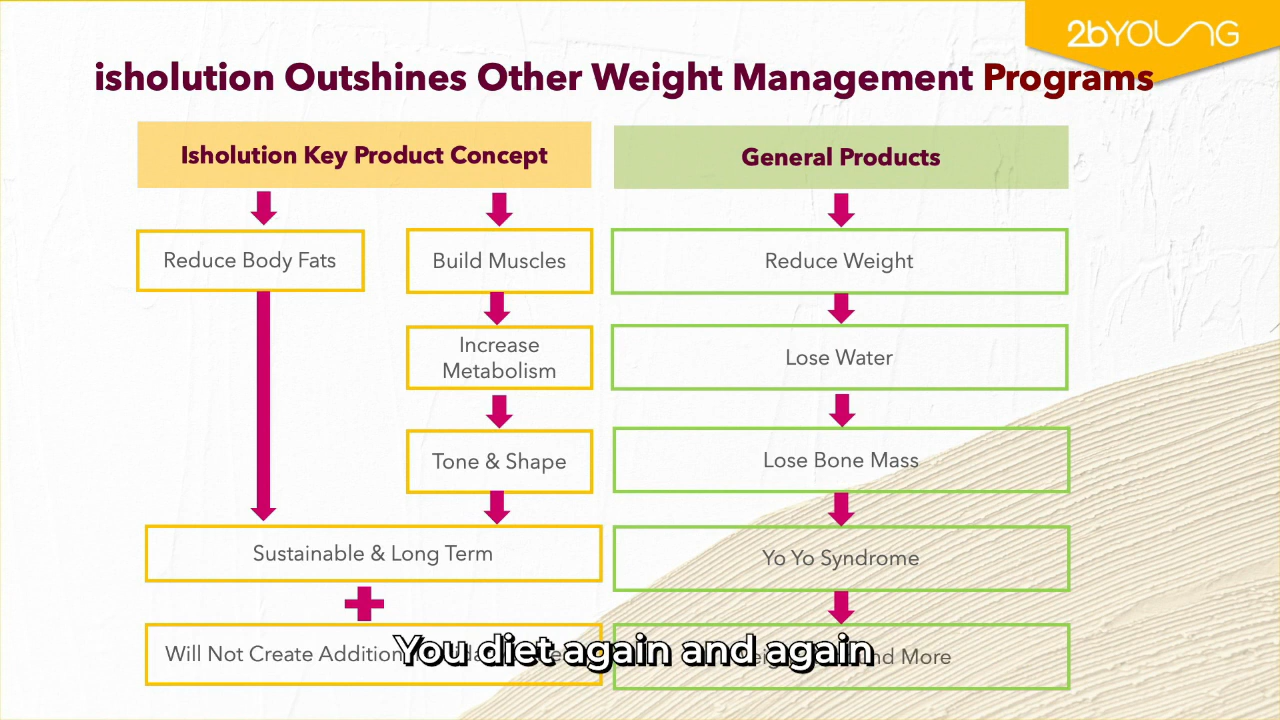 2bYOUNG
isholution Outshines Other Weight Management Programs
Isholution Key Product Concept
General Products
Reduce Body Fats
Build Muscles
Reduce Weight
Increase
Metabolism
Lose Water
Tone & Shape
Lose Bone Mass
Sustainable & Long Term
Yo Yo Syndrome
Will Not Create
nd More
You diet again and again